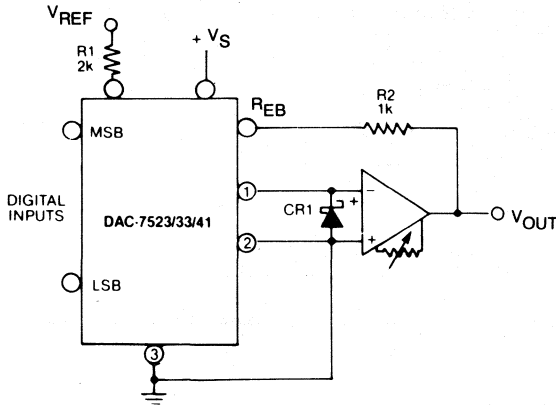 VREF
R1
2k
+ VS
REB
R2
1k
MSB
DIGITAL
INPUTS
DAC-7523/33/41
1
CR1
+
−
VOUT
2
+
LSB
3